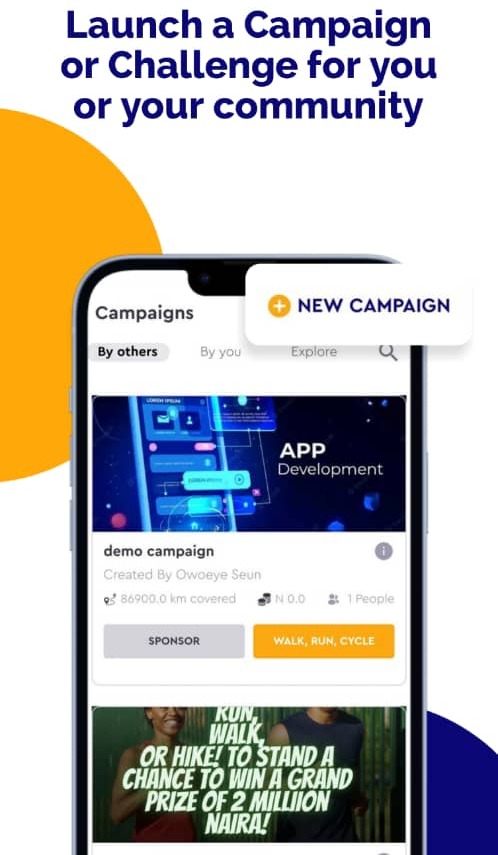 Launch a Campaign
or Challenge for you
or your community
Campaigns
NEW CAMPAIGN
By others
By you
Explore
LOREM IPSUM
APP
Development
demo campaign
Created By Owoeye Seun
86900.0 km covered
N 0.0
1 People
SPONSOR
WALK, RUN, CYCLE
RUN,
WALK,
OR HIKE! TO STAND A
CHANCE TO WIN A GRAND
PRIZE OF 2 MILLIION
NAIRA!